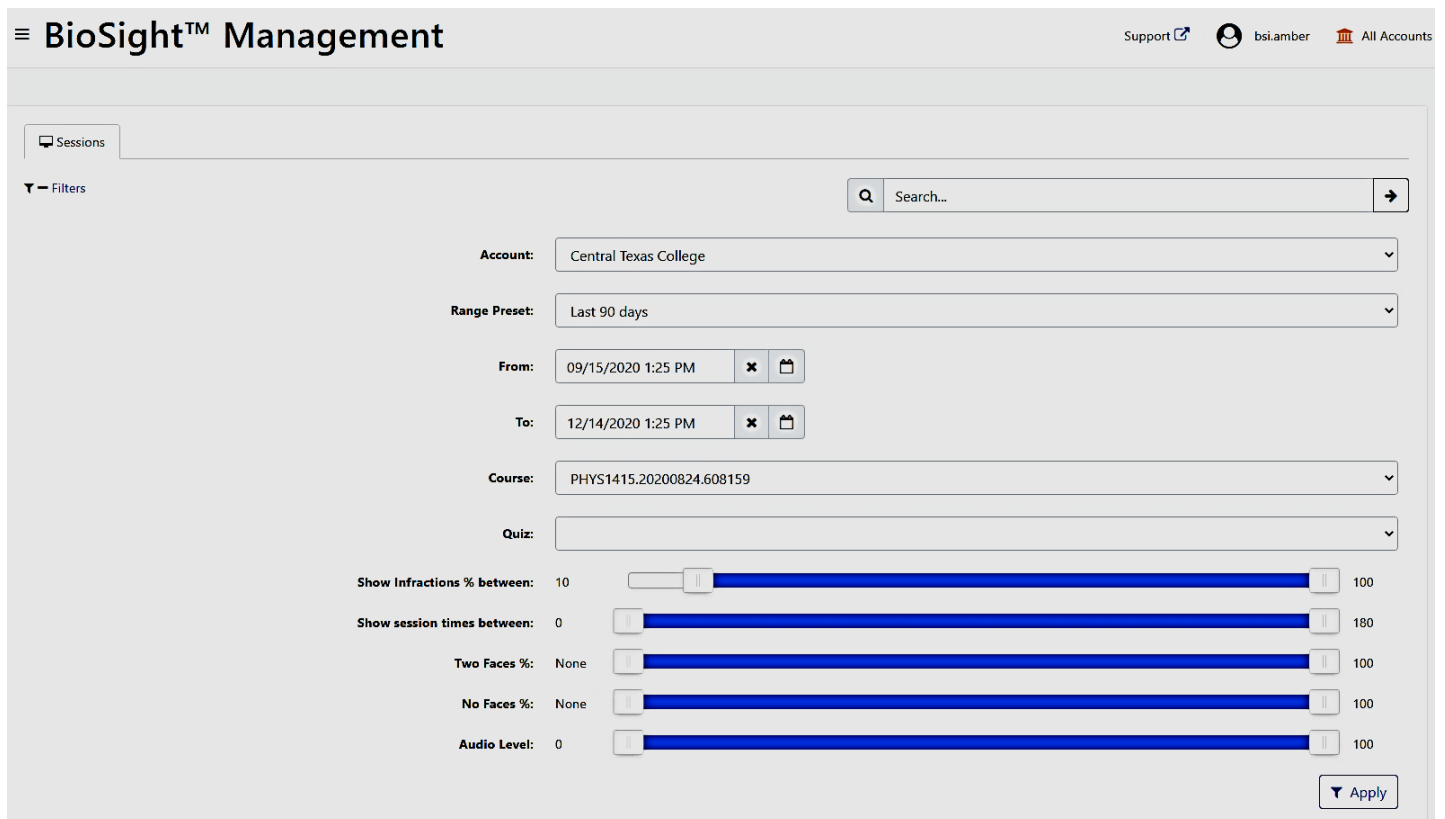 BioSight™ Management
Support bsi.amber All Accounts
Sessions
Filters
Search...
Account: Central Texas College
Range Preset: Last 90 days
From: 09/15/2020 1:25 PM
To: 12/14/2020 1:25 PM
Course: PHYS1415.20200824.608159
Quiz:
Show Infractions % between: 10 100
Show session times between: 0 180
Two Faces %: None 100
No Faces %: None 100
Audio Level: 0 100
Apply